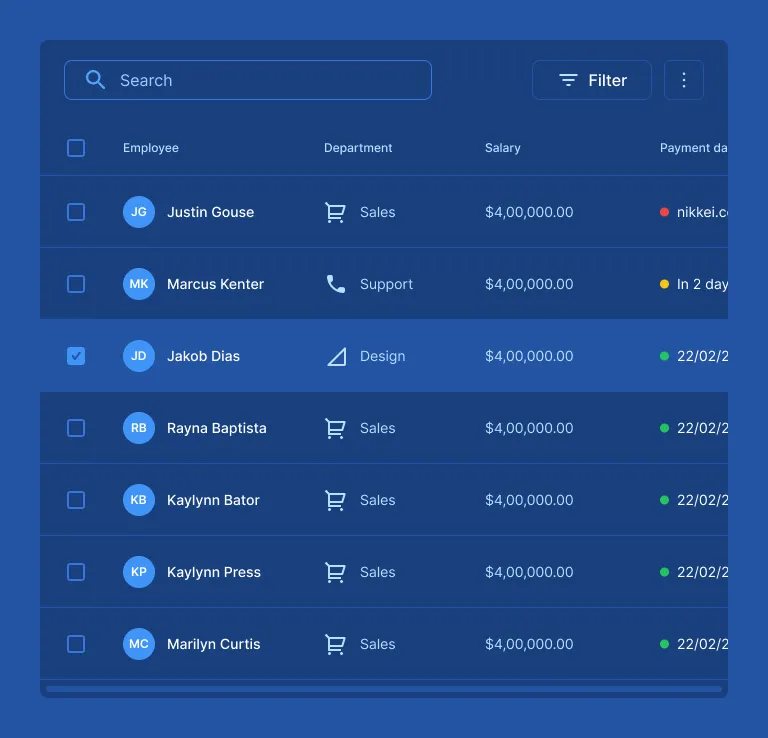 Search
Filter
Employee Department Salary Payment da
JG Justin Gouse Sales $4,00,000.00 nikkei.c
MK Marcus Kenter Support $4,00,000.00 In 2 day
JD Jakob Dias Design $4,00,000.00 22/02/2
RB Rayna Baptista Sales $4,00,000.00 22/02/2
KB Kaylynn Bator Sales $4,00,000.00 22/02/2
KP Kaylynn Press Sales $4,00,000.00 22/02/2
MC Marilyn Curtis Sales $4,00,000.00 22/02/2